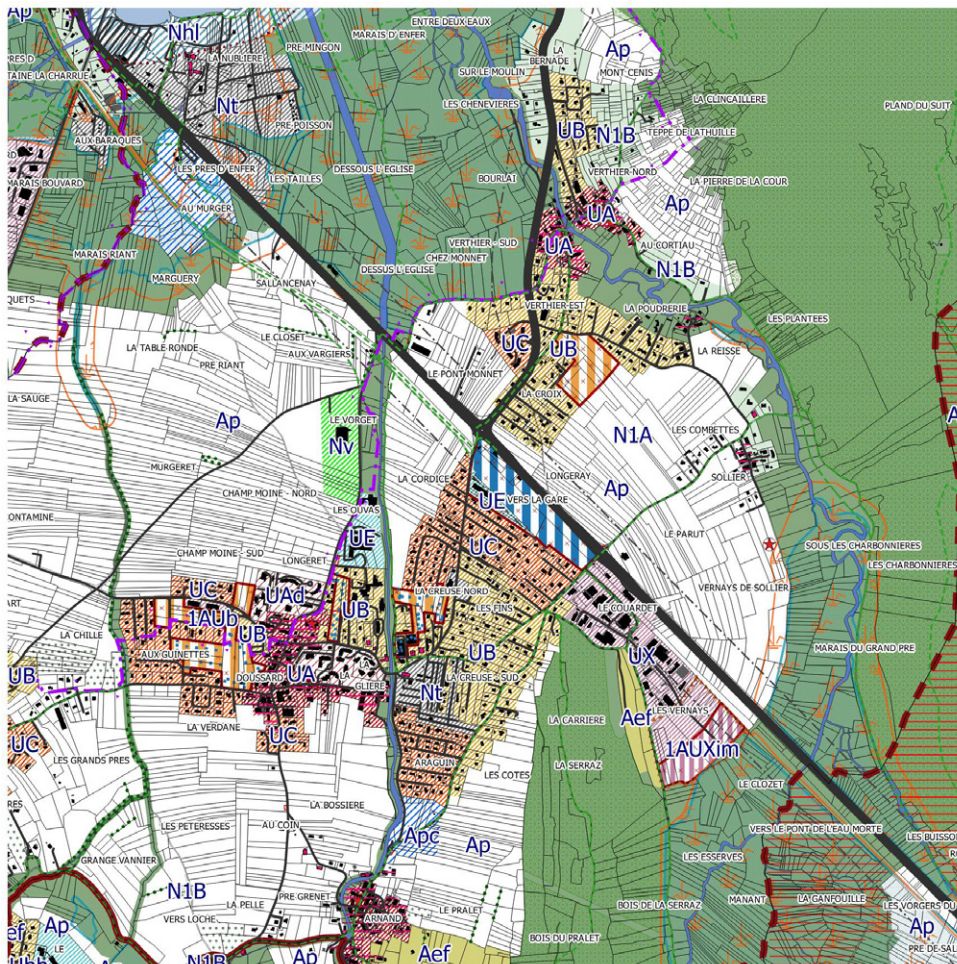 Ap
Nhl
LA NUBLIERE
PRE MINGON
ENTRE DEUX EAUX
MARAIS D'ENFER
LA
BERNADE
Ap
MONT CENIS
PRES D
TAINE LA CHARRUE
SUR LE MOULIN
LES CHENEVIERES
LA CLINCAILLERE
PLAND DU SUIT
Nt
PRE POISSON
UB
N1B
TEPPE DE LATHUILLE
AUX BARAQUES
LES PRES D'ENFER
LES TAILLES
DESSOUS L'EGLISE
BOURLAI
VERTHIER-NORD
LA PIERRE DE LA COUR
MARAIS BOUVARD
AU MURGER
UA
Ap
VERTHIER - SUD
CHEZ MONNET
UA
AU CORTIAU
MARAIS RIANT
MARGUERY
SALLANCENAY
DESSUS L'EGLISE
N1B
QUETS
VERTHIER-EST
LA POUDRERIE
LES PLANTEES
LA TABLE RONDE
LE CLOSET
AUX VARGIERS
UC
UB
LA REISSE
PRE RIANT
LE PONT MONNET
LA SAUGE
LA CROIX
Ap
LE VORGET
N1A
LES COMBETTES
Nv
MURGERET
LA CORDICE
LONGERAY
SOLLIER
CHAMP MOINE - NORD
UE
VERS LA GARE
Ap
LES OUVAS
ONTAMINE
LE PARUT
CHAMP MOINE - SUD
UE
UC
SOUS LES CHARBONNIERES
LONGERET
LES CHARBONNIERES
UC
UAd
LA CREUSE NORD
VERNAYS DE SOLLIER
1AUb
UB
LES FINS
LE COUARDET
LA CHILLE
UB
AUX GUINETTES
UB
UX
MARAIS DU GRAND PRE
UB
DOUSSARD
UA
LA
GLIERE
Nt
LA CREUSE - SUD
LA CARRIERE
Aef
LES VERNAYS
UC
LA VERDANE
UC
1AUXim
LES GRANDS PRES
ARAGUIN
LES COTES
LA SERRAZ
LE CLOZET
LA BOSSIERE
LES PETERESSES
AU COIN
Apc
Ap
VERS LE PONT DE L'EAU MORTE
GRANGE VANNIER
LES ESSERVES
N1B
LA PELLE
PRE GRENET
MANANT
LA GANFOUILLE
VERS LOCHE
ARNAND
LE PRALET
BOIS DE LA SERRAZ
LES VORGERS DU
Ap
N1B
Ap
Aef
BOIS DU PRALET
Ap